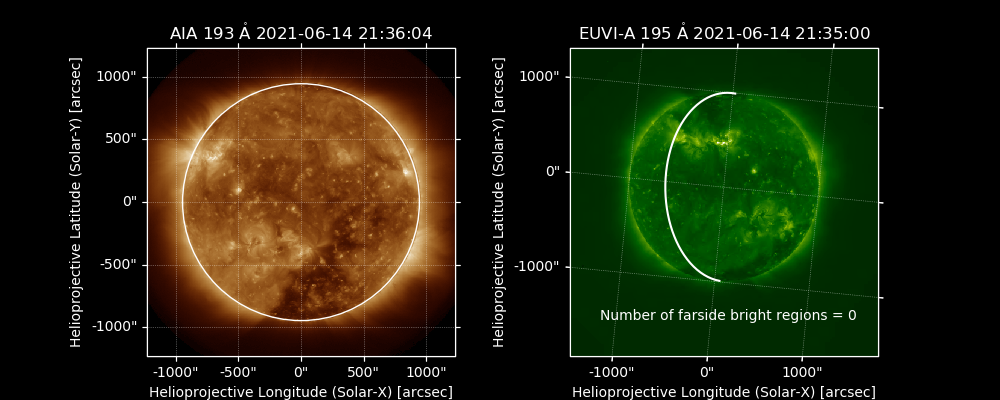 AIA 193 Å 2021-06-14 21:36:04
1000"
500"
0"
-500"
-1000"
-1000" -500" 0" 500" 1000"
Helioprojective Longitude (Solar-X) [arcsec]
Helioprojective Latitude (Solar-Y) [arcsec]
EUVI-A 195 Å 2021-06-14 21:35:00
1000"
0"
-1000"
Number of farside bright regions = 0
-1000" 0" 1000"
Helioprojective Longitude (Solar-X) [arcsec]
Helioprojective Latitude (Solar-Y) [arcsec]